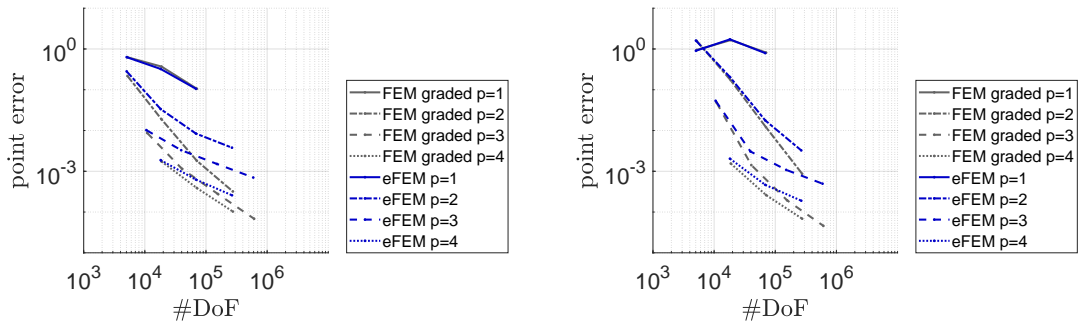 point error
10^0
10^-3
10^3 10^4 10^5 10^6
#DoF
FEM graded p=1
FEM graded p=2
FEM graded p=3
FEM graded p=4
eFEM p=1
eFEM p=2
eFEM p=3
eFEM p=4
point error
10^0
10^-3
10^3 10^4 10^5 10^6
#DoF
FEM graded p=1
FEM graded p=2
FEM graded p=3
FEM graded p=4
eFEM p=1
eFEM p=2
eFEM p=3
eFEM p=4